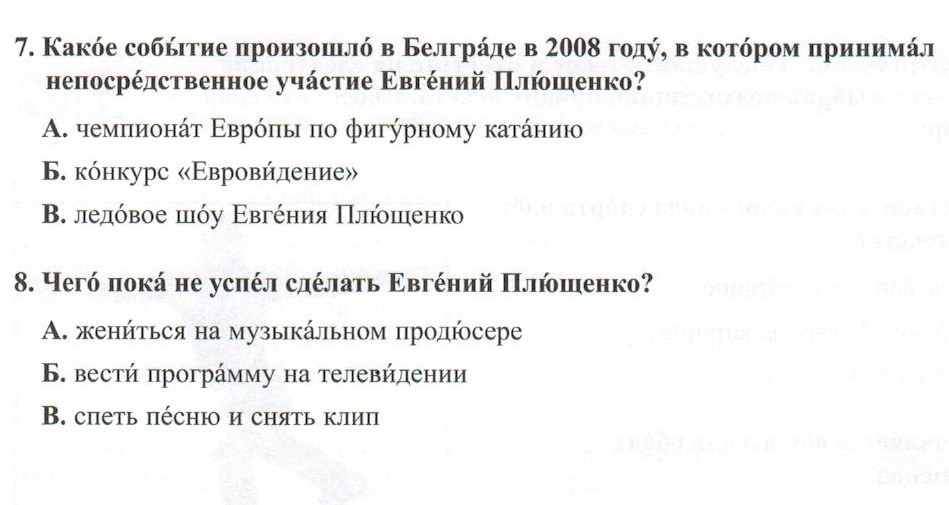 7. Како́е собы́тие произошло́ в Белгра́де в 2008 году́, в кото́ром принима́л
непосре́дственное уча́стие Евге́ний Плю́щенко?
А. чемпиона́т Евро́пы по фигу́рному ката́нию
Б. ко́нкурс «Еврови́дение»
В. ледо́вое шо́у Евге́ния Плю́щенко
8. Чего́ пока́ не успе́л сде́лать Евге́ний Плю́щенко?
А. жени́ться на музыка́льном продю́сере
Б. вести́ програ́мму на телеви́дении
В. спеть пе́сню и снять клип